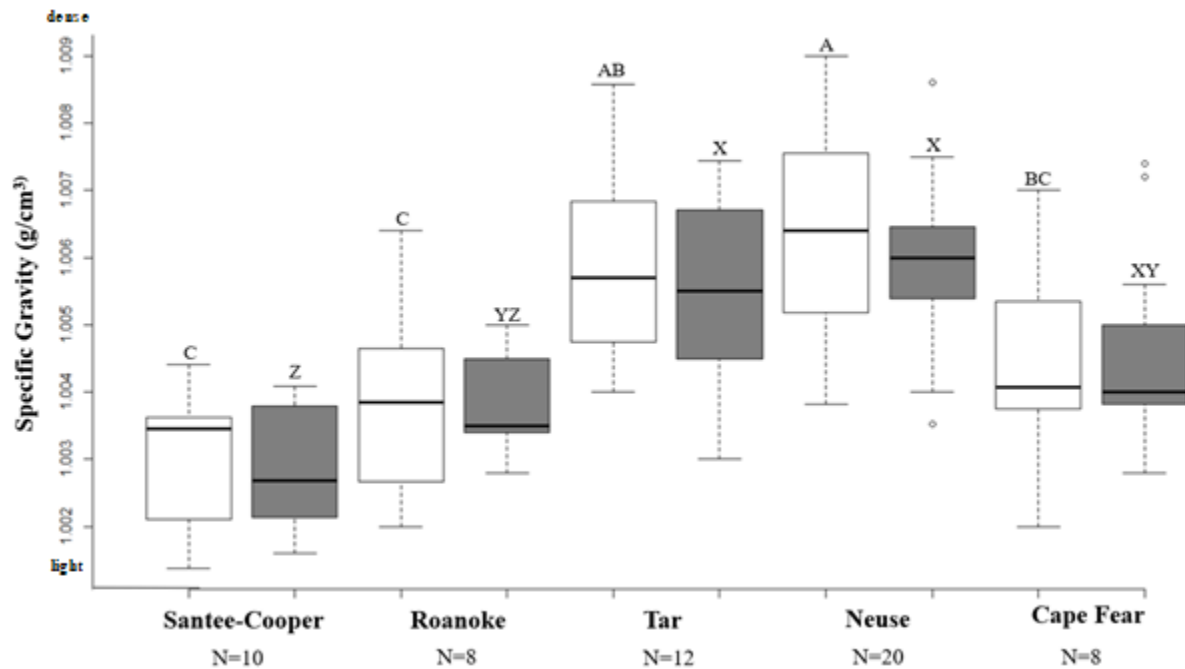 dense
1.009
1.008
1.007
1.006
1.005
1.004
1.003
1.002
light
Specific Gravity (g/cm³)
C
Z
C
YZ
AB
X
A
X
BC
XY
Santee-Cooper Roanoke Tar Neuse Cape Fear
N=10 N=8 N=12 N=20 N=8